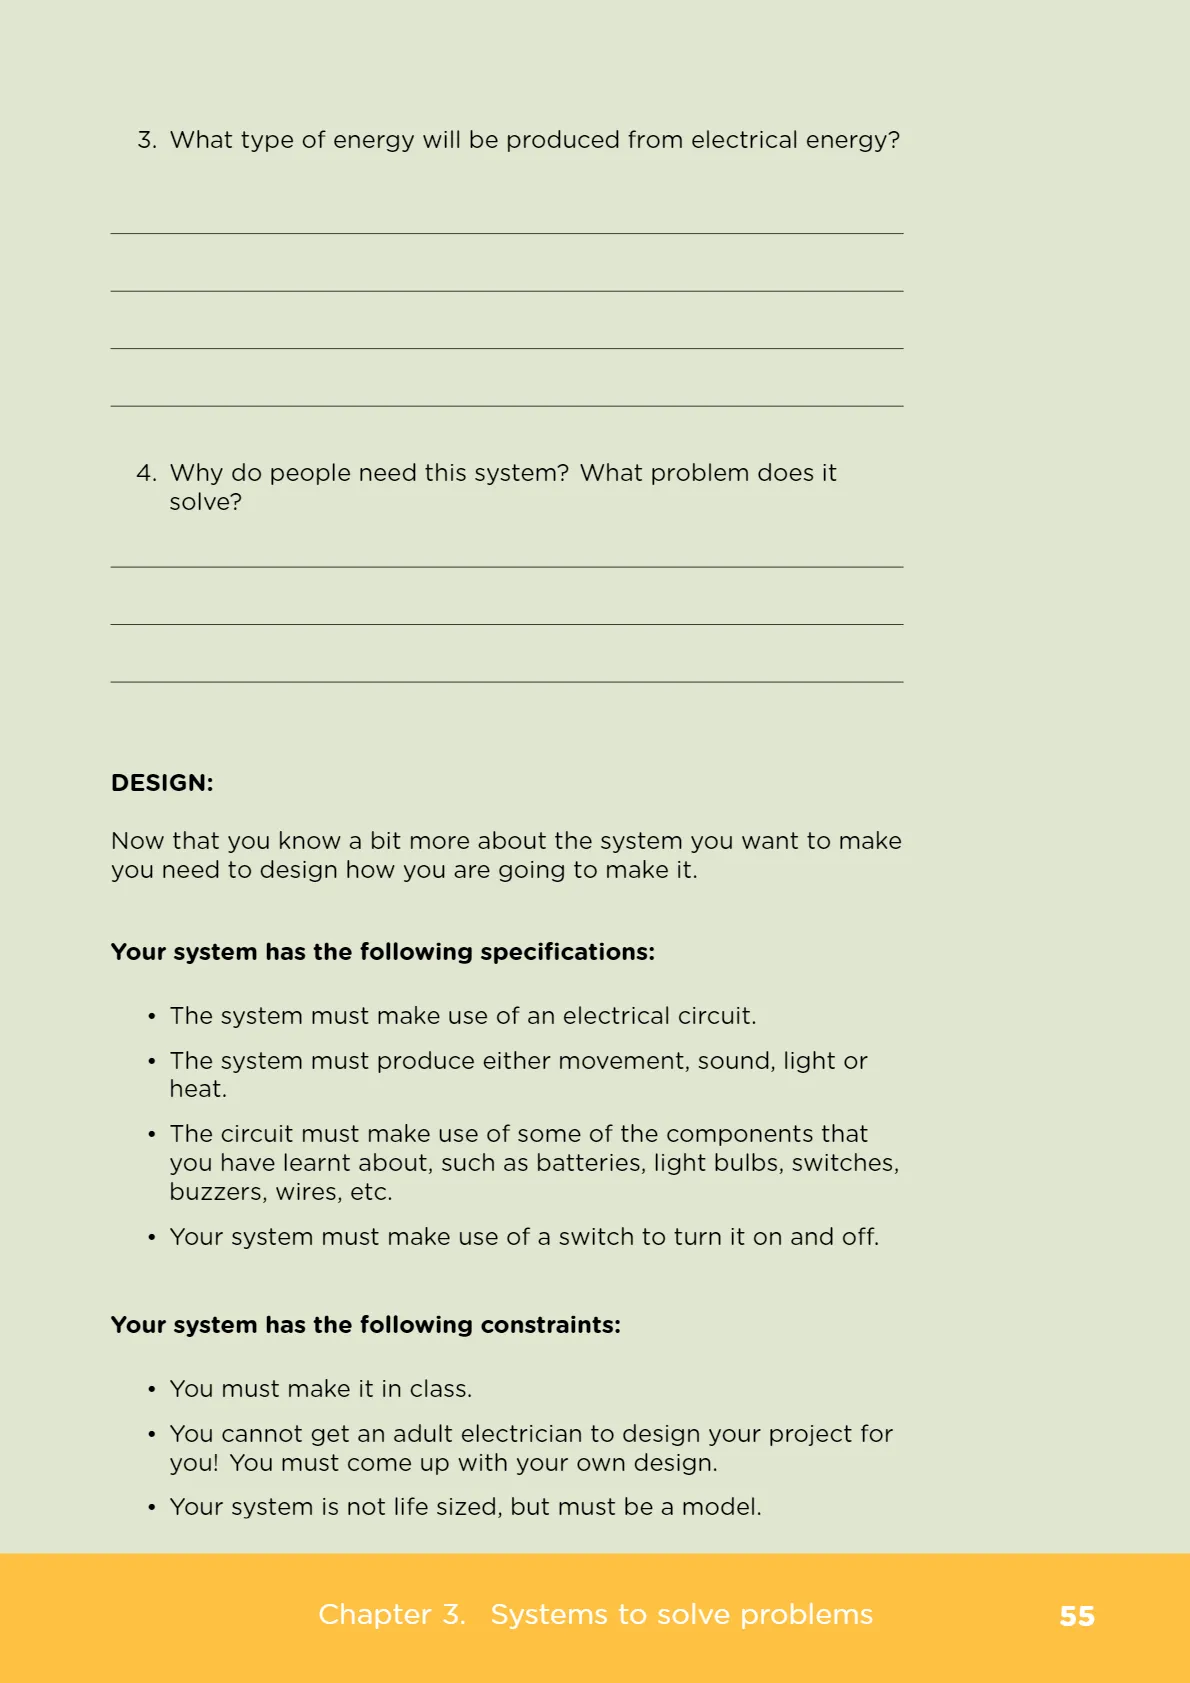 3. What type of energy will be produced from electrical energy?
4. Why do people need this system? What problem does it
solve?
DESIGN:
Now that you know a bit more about the system you want to make
you need to design how you are going to make it.
Your system has the following specifications:
• The system must make use of an electrical circuit.
• The system must produce either movement, sound, light or
heat.
• The circuit must make use of some of the components that
you have learnt about, such as batteries, light bulbs, switches,
buzzers, wires, etc.
• Your system must make use of a switch to turn it on and off.
Your system has the following constraints:
• You must make it in class.
• You cannot get an adult electrician to design your project for
you! You must come up with your own design.
• Your system is not life sized, but must be a model.
Chapter 3. Systems to solve problems 55